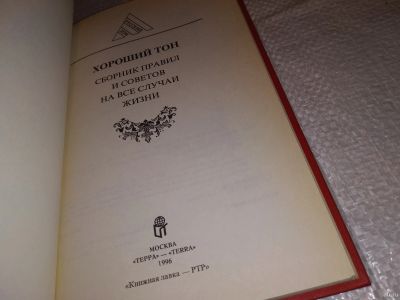 ХОРОШИЙ ТОН
СБОРНИК ПРАВИЛ
И СОВЕТОВ
НА ВСЕ СЛУЧАИ
ЖИЗНИ
МОСКВА
«ТЕРРА» — «TERRA»
1996
«Книжная лавка — РТР»